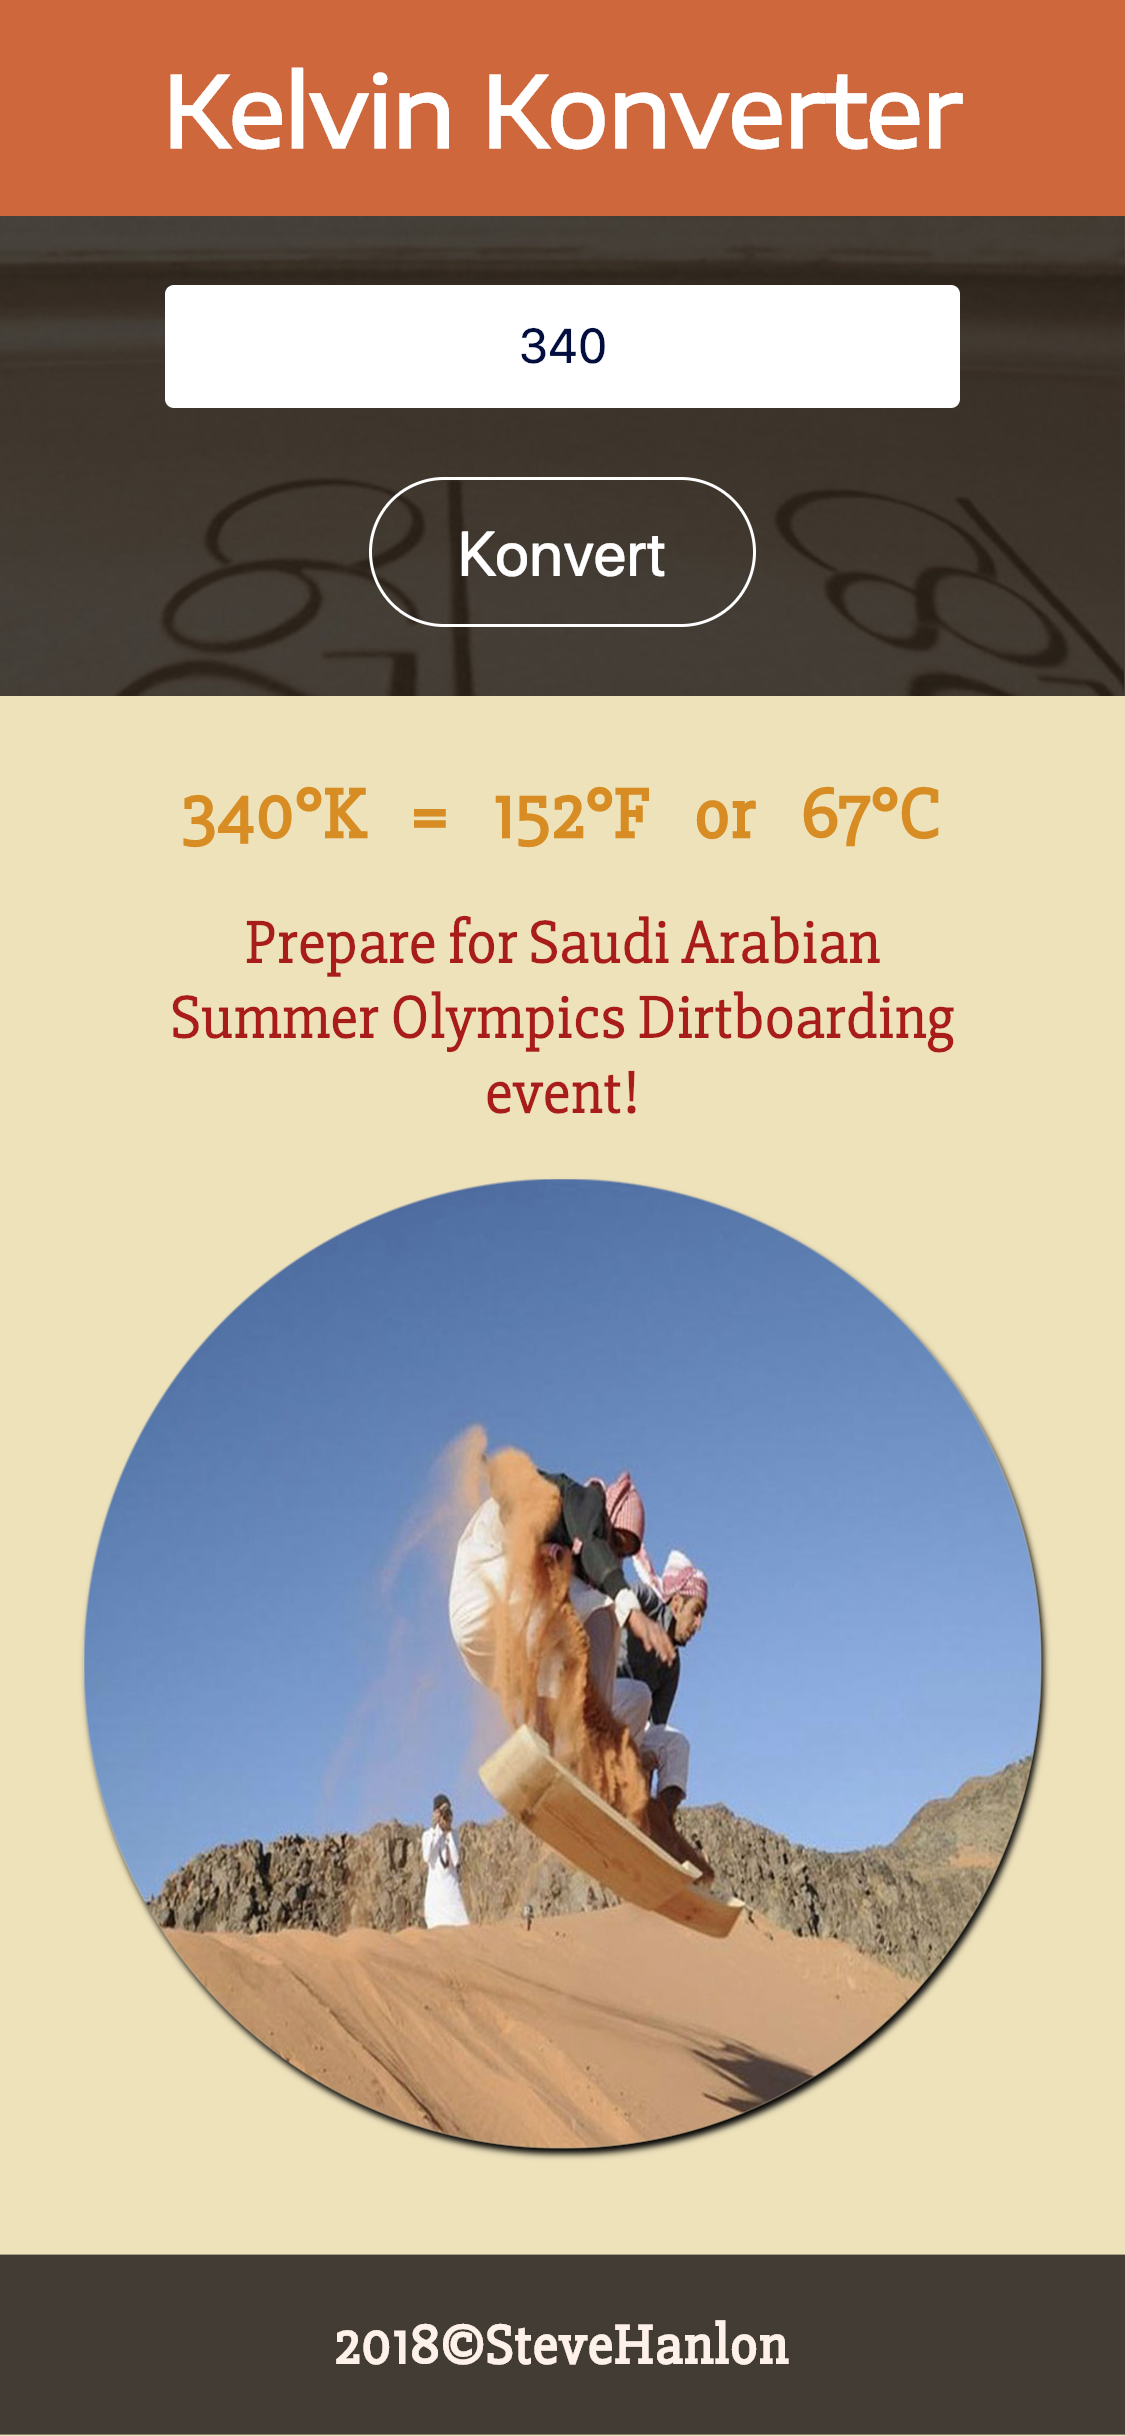 Kelvin Konverter
340
Konvert
340°K = 152°F or 67°C
Prepare for Saudi Arabian
Summer Olympics Dirtboarding
event!
2018©SteveHanlon